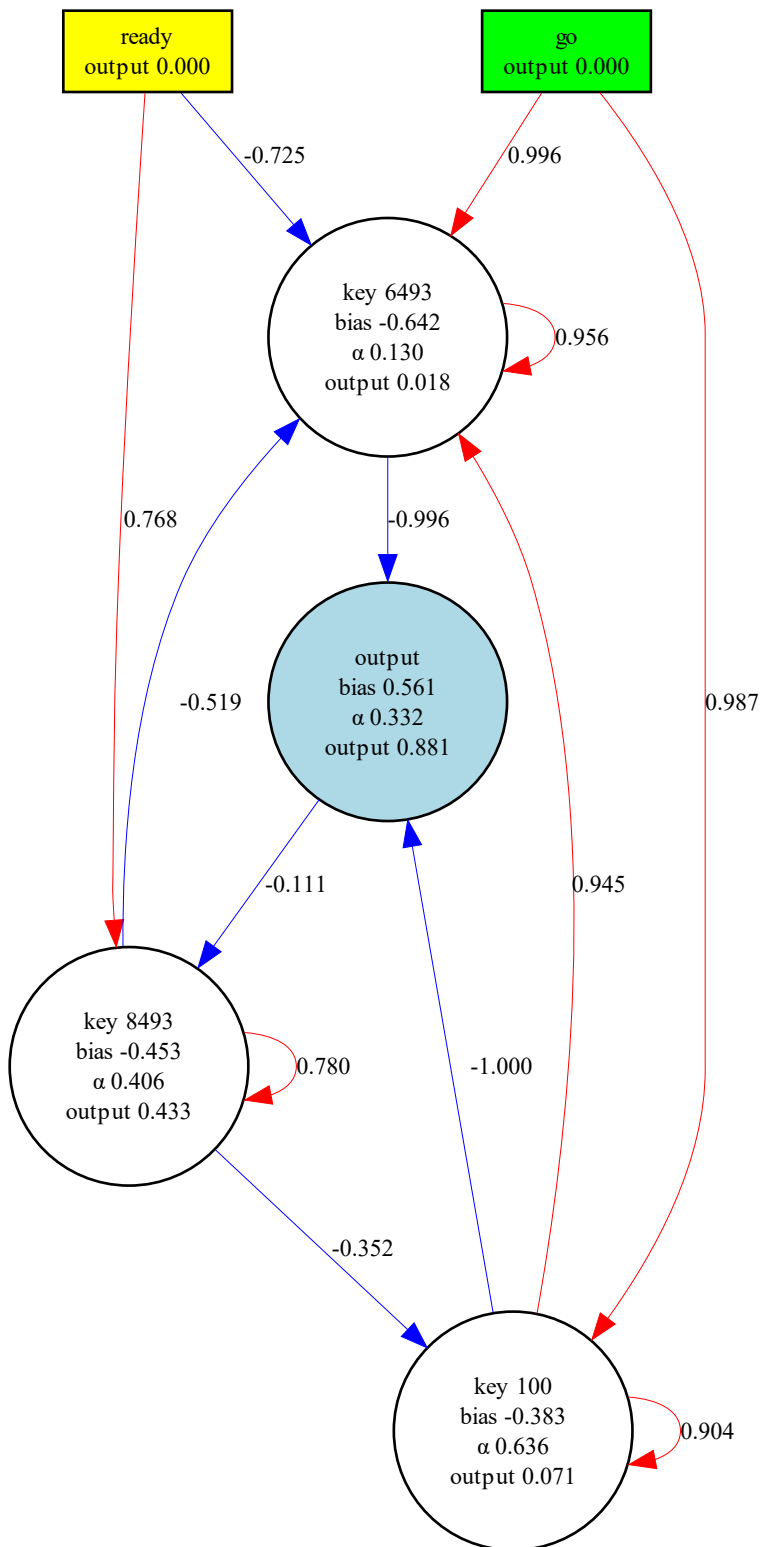 ready
output 0.000
go
output 0.000
-0.725
0.996
key 6493
bias -0.642
α 0.130
output 0.018
0.956
0.768
-0.996
-0.519
output
bias 0.561
α 0.332
output 0.881
0.987
-0.111
0.945
key 8493
bias -0.453
α 0.406
output 0.433
0.780
-1.000
-0.352
key 100
bias -0.383
α 0.636
output 0.071
0.904